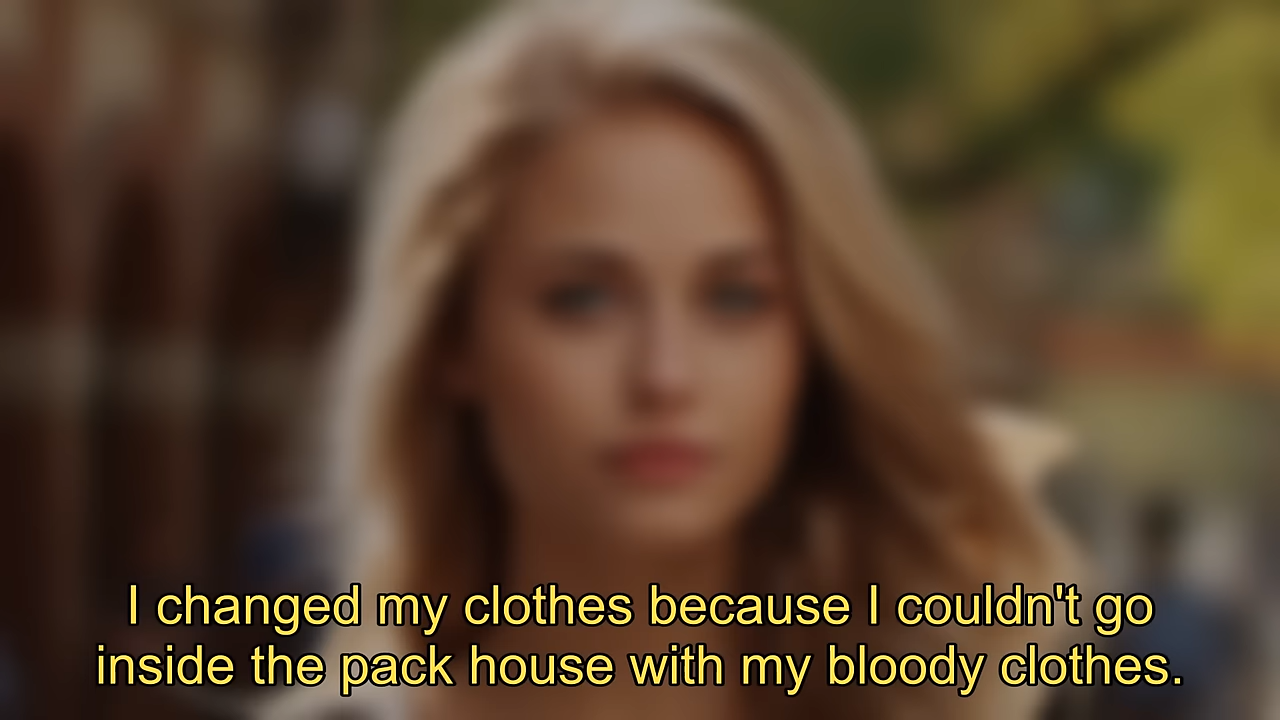 I changed my clothes because I couldn't go
inside the pack house with my bloody clothes.